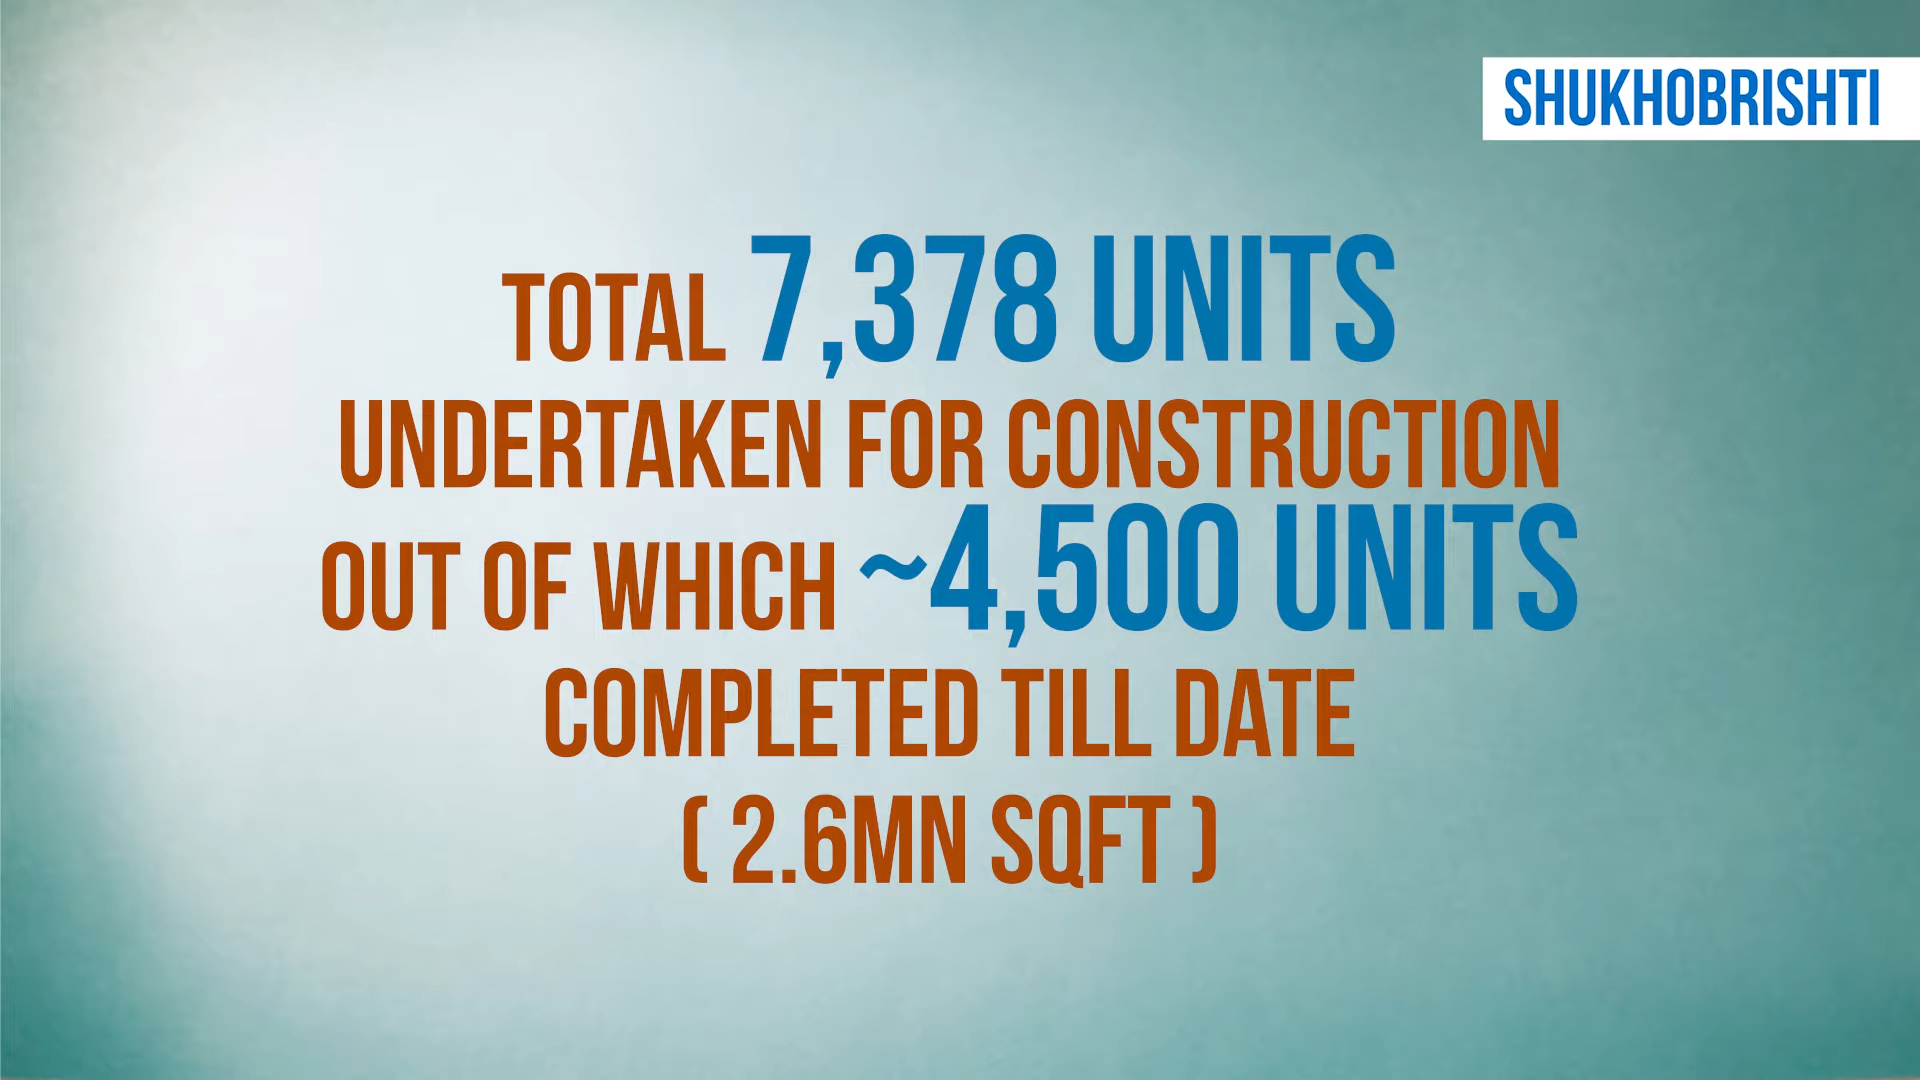 SHUKHOBRISHTI
TOTAL 7,378 UNITS
UNDERTAKEN FOR CONSTRUCTION
OUT OF WHICH ~4,500 UNITS
COMPLETED TILL DATE
( 2.6MN SQFT )